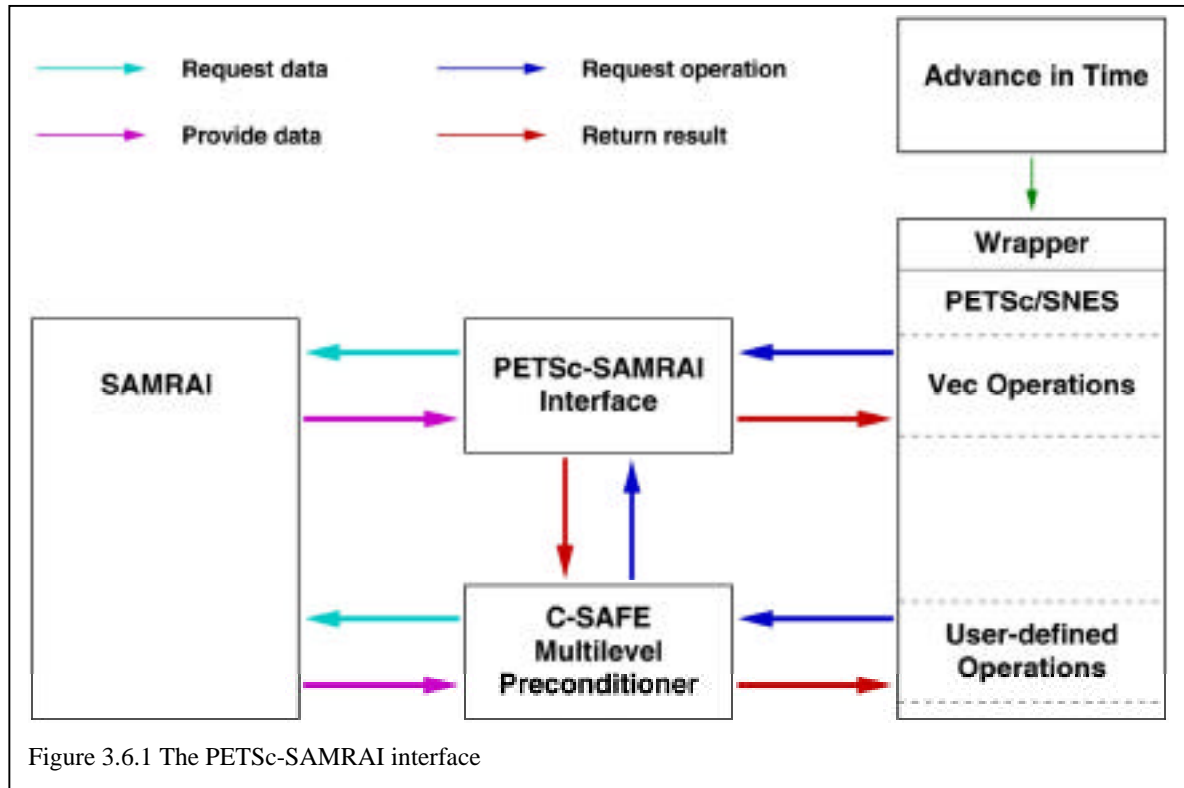 Request data
Request operation
Provide data
Return result
Advance in Time
Wrapper
PETSc/SNES
Vec Operations
User-defined
Operations
SAMRAI
PETSc-SAMRAI
Interface
C-SAFE
Multilevel
Preconditioner
Figure 3.6.1 The PETSc-SAMRAI interface